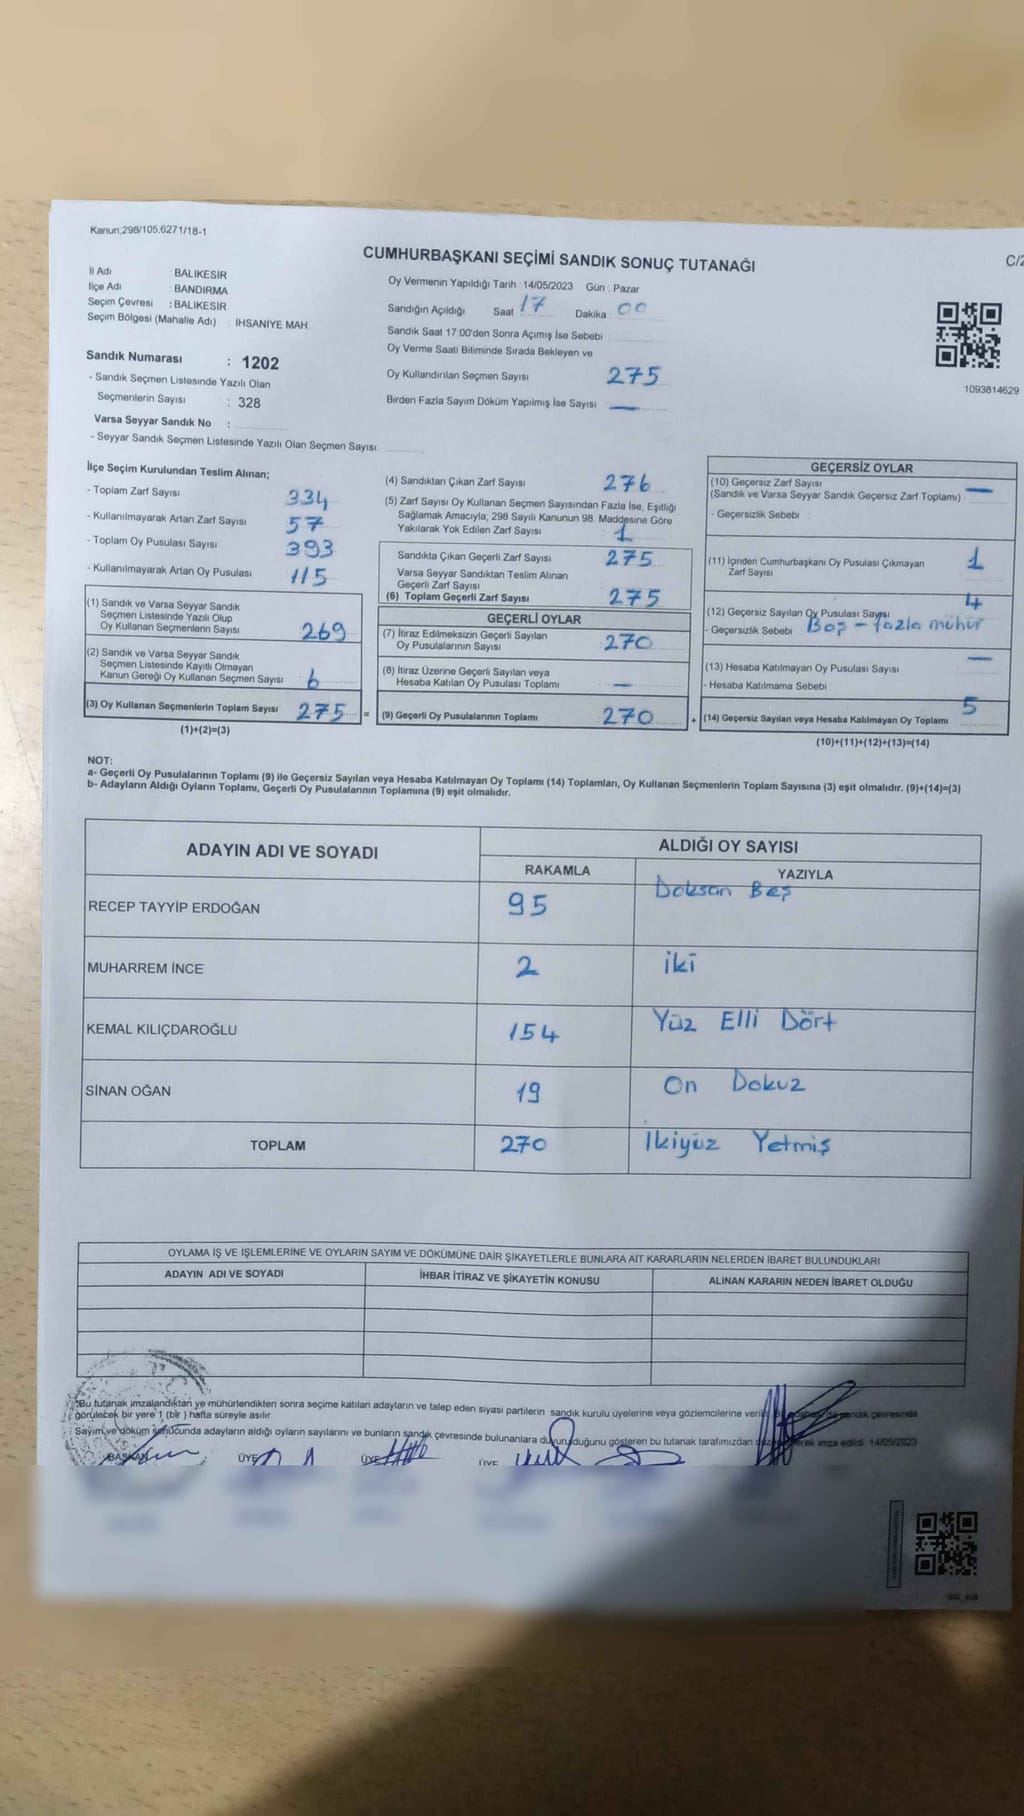 Kanun;298/105,6271/18-1
CUMHURBAŞKANI SEÇİMİ SANDIK SONUÇ TUTANAĞI
C/2
İl Adı : BALIKESİR
İlçe Adı : BANDIRMA
Seçim Çevresi : BALIKESİR
Seçim Bölgesi (Mahalle Adı) : İHSANİYE MAH.
Oy Vermenin Yapıldığı Tarih :14/05/2023 Gün : Pazar
Sandığın Açıldığı Saat 17 Dakika : 00
Sandık Saat 17:00'den Sonra Açımış İse Sebebi
Oy Verme Saati Bitiminde Sırada Bekleyen ve
Oy Kullandırılan Seçmen Sayısı 275
Birden Fazla Sayım Döküm Yapılmış İse Sayısı —
1093814629
Sandık Numarası : 1202
- Sandık Seçmen Listesinde Yazılı Olan
Seçmenlerin Sayısı : 328
Varsa Seyyar Sandık No :
- Seyyar Sandık Seçmen Listesinde Yazılı Olan Seçmen Sayısı:
İlçe Seçim Kurulundan Teslim Alınan;
- Toplam Zarf Sayısı 334
- Kullanılmayarak Artan Zarf Sayısı 57
- Toplam Oy Pusulası Sayısı 393
- Kullanılmayarak Artan Oy Pusulası 115
(1) Sandık ve Varsa Seyyar Sandık
Seçmen Listesinde Yazılı Olup
Oy Kullanan Seçmenlerin Sayısı 269
(2) Sandık ve Varsa Seyyar Sandık
Seçmen Listesinde Kayıtlı Olmayan
Kanun Gereği Oy Kullanan Seçmen Sayısı 6
(3) Oy Kullanan Seçmenlerin Toplam Sayısı 275 =
(1)+(2)=(3)
(4) Sandıktan Çıkan Zarf Sayısı 276
(5) Zarf Sayısı Oy Kullanan Seçmen Sayısından Fazla İse, Eşitliği
Sağlamak Amacıyla, 298 Sayılı Kanunun 98. Maddesine Göre
Yakılarak Yok Edilen Zarf Sayısı 1
Sandıkta Çıkan Geçerli Zarf Sayısı 275
Varsa Seyyar Sandıktan Teslim Alınan
Geçerli Zarf Sayısı
(6) Toplam Geçerli Zarf Sayısı 275
GEÇERLİ OYLAR
(7) İtiraz Edilmeksizin Geçerli Sayılan
Oy Pusulalarının Sayısı 270
(8) İtiraz Üzerine Geçerli Sayılan veya
Hesaba Katılan Oy Pusulası Toplamı —
(9) Geçerli Oy Pusulalarının Toplamı 270 +
GEÇERSİZ OYLAR
(10) Geçersiz Zarf Sayısı —
(Sandık ve Varsa Seyyar Sandık Geçersiz Zarf Toplamı)
- Geçersizlik Sebebi
(11) İçinden Cumhurbaşkanı Oy Pusulası Çıkmayan
Zarf Sayısı 1
(12) Geçersiz Sayılan Oy Pusulası Sayısı 4
- Geçersizlik Sebebi Boş - fazla mühür
(13) Hesaba Katılmayan Oy Pusulası Sayısı —
- Hesaba Katılmama Sebebi
(14) Geçersiz Sayılan veya Hesaba Katılmayan Oy Toplamı 5
(10)+(11)+(12)+(13)=(14)
NOT:
a- Geçerli Oy Pusulalarının Toplamı (9) ile Geçersiz Sayılan veya Hesaba Katılmayan Oy Toplamı (14) Toplamları, Oy Kullanan Seçmenlerin Toplam Sayısına (3) eşit olmalıdır. (9)+(14)=(3)
b- Adayların Aldığı Oyların Toplamı, Geçerli Oy Pusulalarının Toplamına (9) eşit olmalıdır.
ADAYIN ADI VE SOYADI ALDIĞI OY SAYISI
RAKAMLA YAZIYLA
RECEP TAYYİP ERDOĞAN 95 Doksan Beş
MUHARREM İNCE 2 iki
KEMAL KILIÇDAROĞLU 154 Yüz Elli Dört
SİNAN OĞAN 19 On Dokuz
TOPLAM 270 İkiyüz Yetmiş
OYLAMA İŞ VE İŞLEMLERİNE VE OYLARIN SAYIM VE DÖKÜMÜNE DAİR ŞİKAYETLERLE BUNLARA AİT KARARLARIN NELERDEN İBARET BULUNDUKLARI
ADAYIN ADI VE SOYADI İHBAR İTİRAZ VE ŞİKAYETİN KONUSU ALINAN KARARIN NEDEN İBARET OLDUĞU
Bu tutanak imzalandıktan ve mühürlendikten sonra seçime katılan adayların ve talep eden siyasi partilerin sandık kurulu üyelerine veya gözlemcilerine sandık çevresinde
görülecek bir yere 1 (bir) hafta süreyle asılır.
Sayım ve döküm sonucunda adayların aldığı oyların sayılarını ve bunların sandık çevresinde bulunanlara duyurulduğunu gösteren bu tutanak tarafımızdan imza edildi. 14/05/2023
BAŞKAN ÜYE ÜYE ÜYE